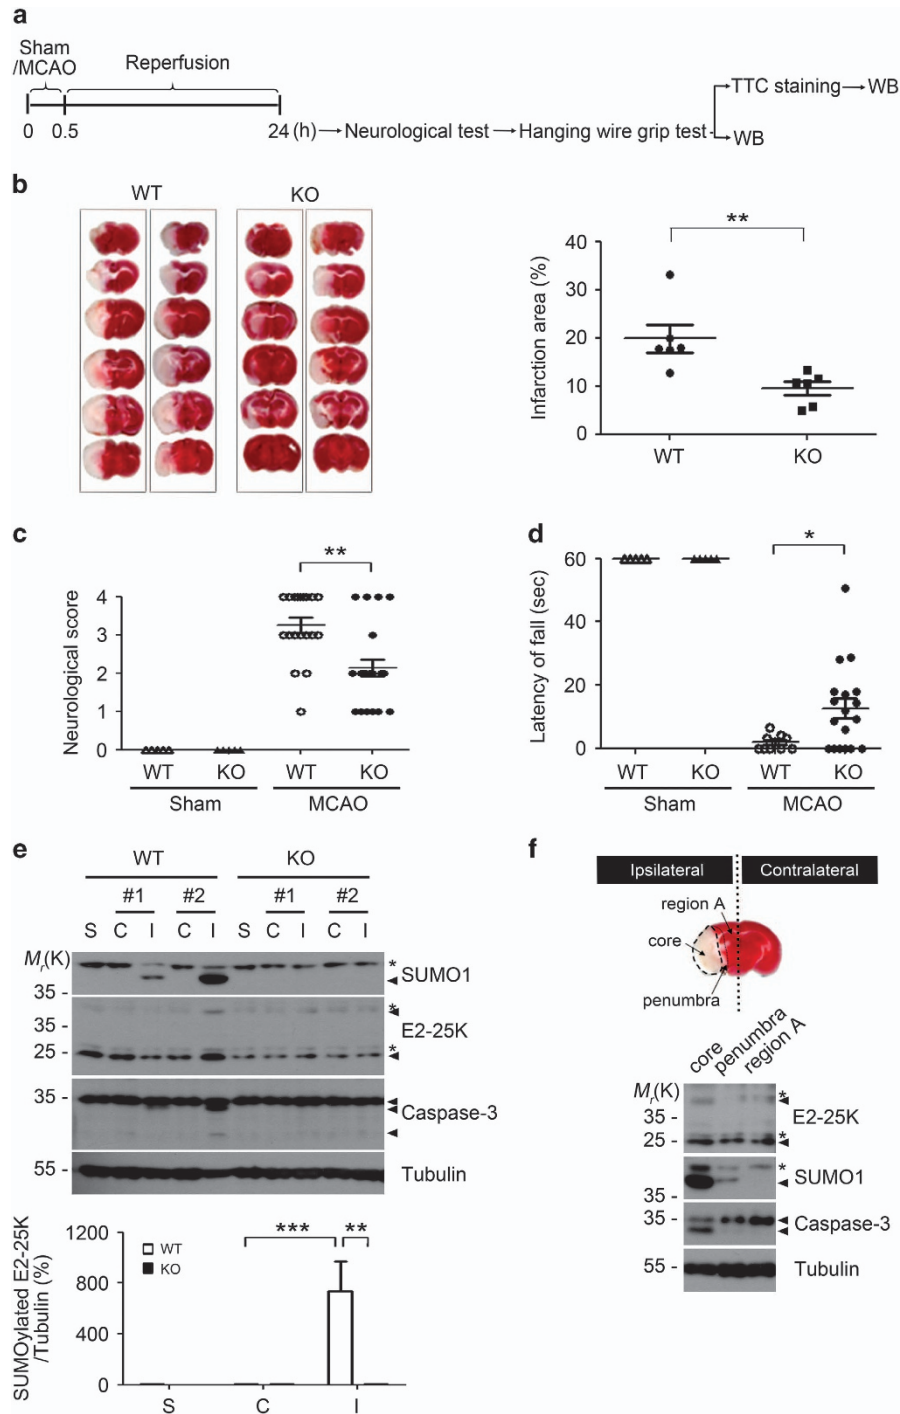 a
Sham
/MCAO
Reperfusion
0 0.5 24 (h) Neurological test Hanging wire grip test
TTC staining WB
WB
b
WT KO
**
Infarction area (%)
40
30
20
10
0
WT KO
c
**
Neurological score
4
3
2
1
0
WT KO WT KO
Sham MCAO
d
*
Latency of fall (sec)
60
40
20
0
WT KO WT KO
Sham MCAO
e
WT KO
#1 #2 #1 #2
S C I C I S C I C I
Mr(K)
35 -
* SUMO1
35 -
25 -
*
* E2-25K
35 -
Caspase-3
55 -
Tubulin
SUMOylated E2-25K
/Tubulin (%)
1200
800
400
0
WT
KO
*** **
S C I
f
Ipsilateral Contralateral
region A
core
penumbra
core penumbra region A
Mr(K)
35 -
25 -
*
* E2-25K
35 -
* SUMO1
35 -
Caspase-3
55 -
Tubulin